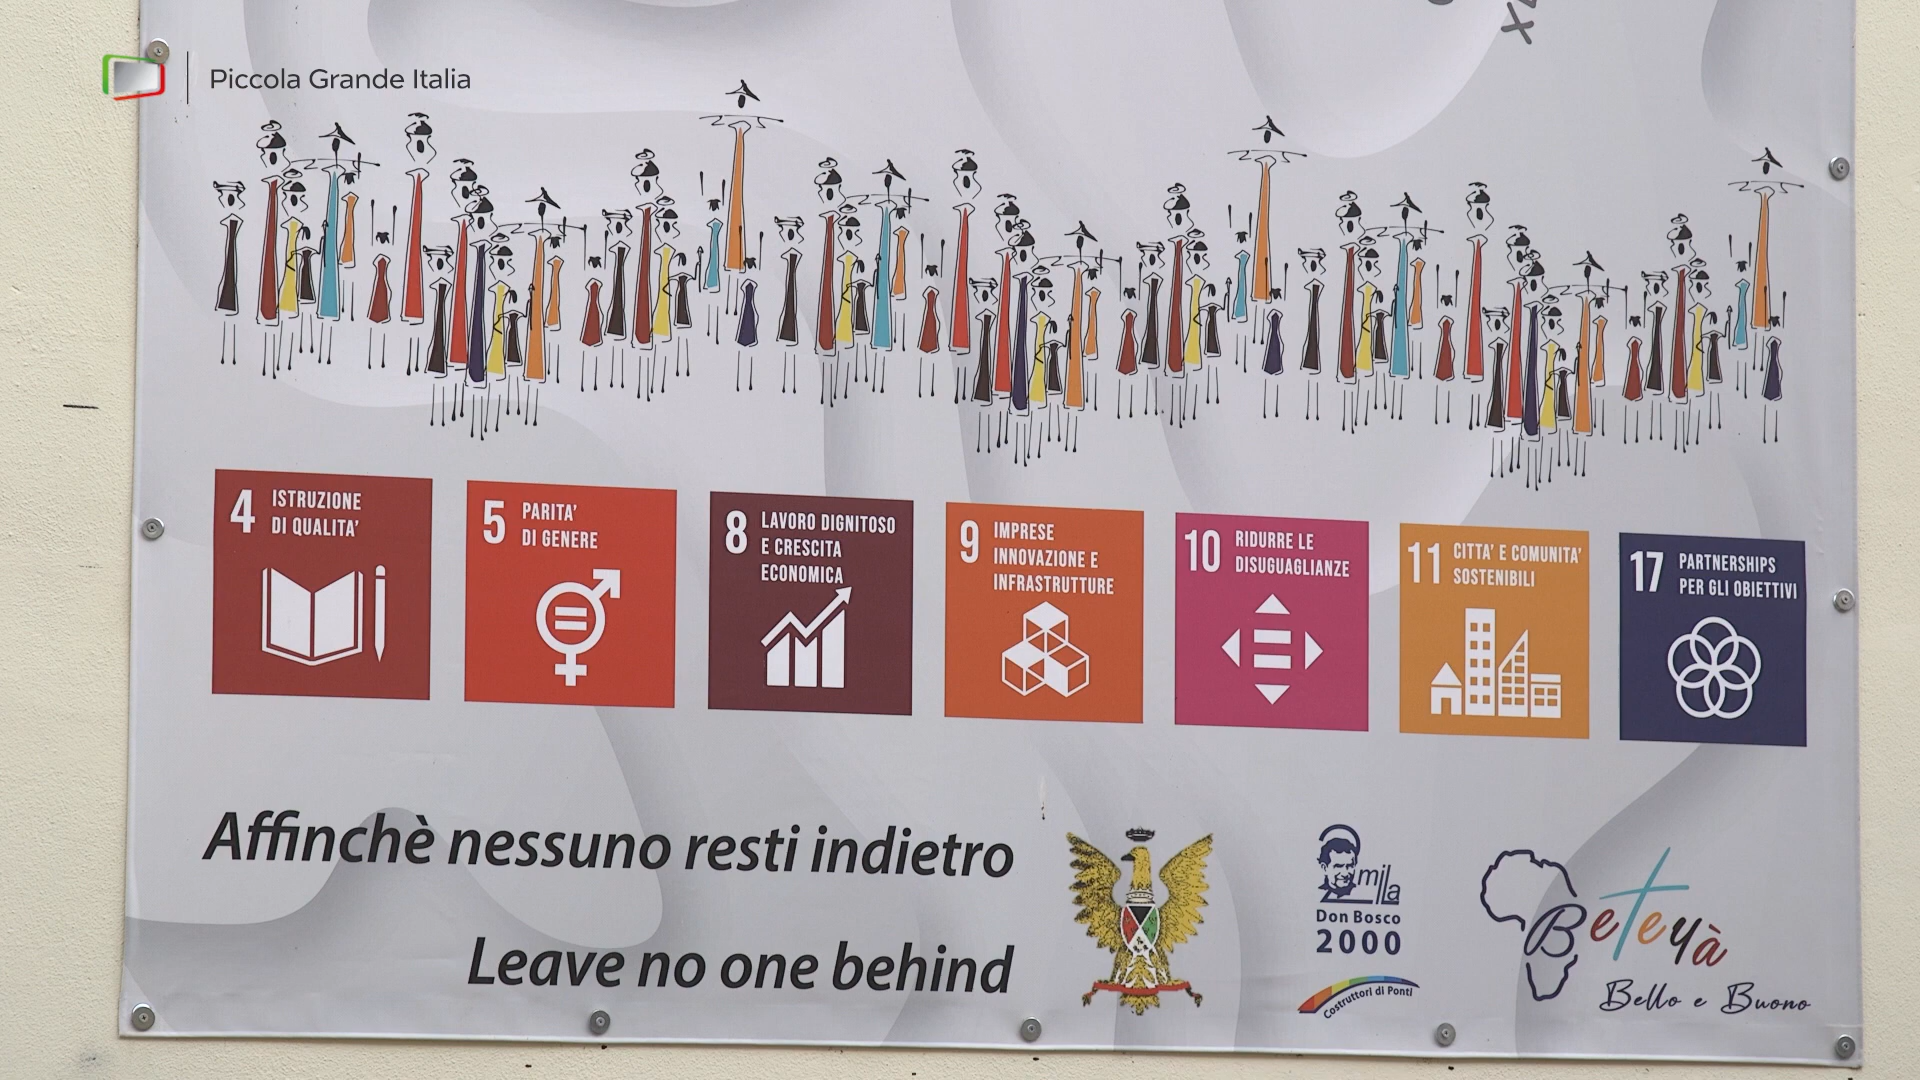 Piccola Grande Italia
4 ISTRUZIONE
DI QUALITA'
5 PARITA'
DI GENERE
8 LAVORO DIGNITOSO
E CRESCITA
ECONOMICA
9 IMPRESE
INNOVAZIONE E
INFRASTRUTTURE
10 RIDURRE LE
DISUGUAGLIANZE
11 CITTA' E COMUNITA'
SOSTENIBILI
17 PARTNERSHIPS
PER GLI OBIETTIVI
Affinchè nessuno resti indietro
Leave no one behind
mila
Don Bosco
2000
Costruttori di Ponti
Beteyà
Bello e Buono